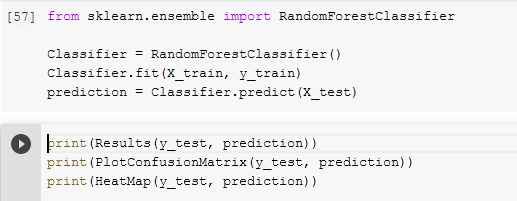 [57] from sklearn.ensemble import RandomForestClassifier
Classifier = RandomForestClassifier()
Classifier.fit(X_train, y_train)
prediction = Classifier.predict(X_test)
print(Results(y_test, prediction))
print(PlotConfusionMatrix(y_test, prediction))
print(HeatMap(y_test, prediction))